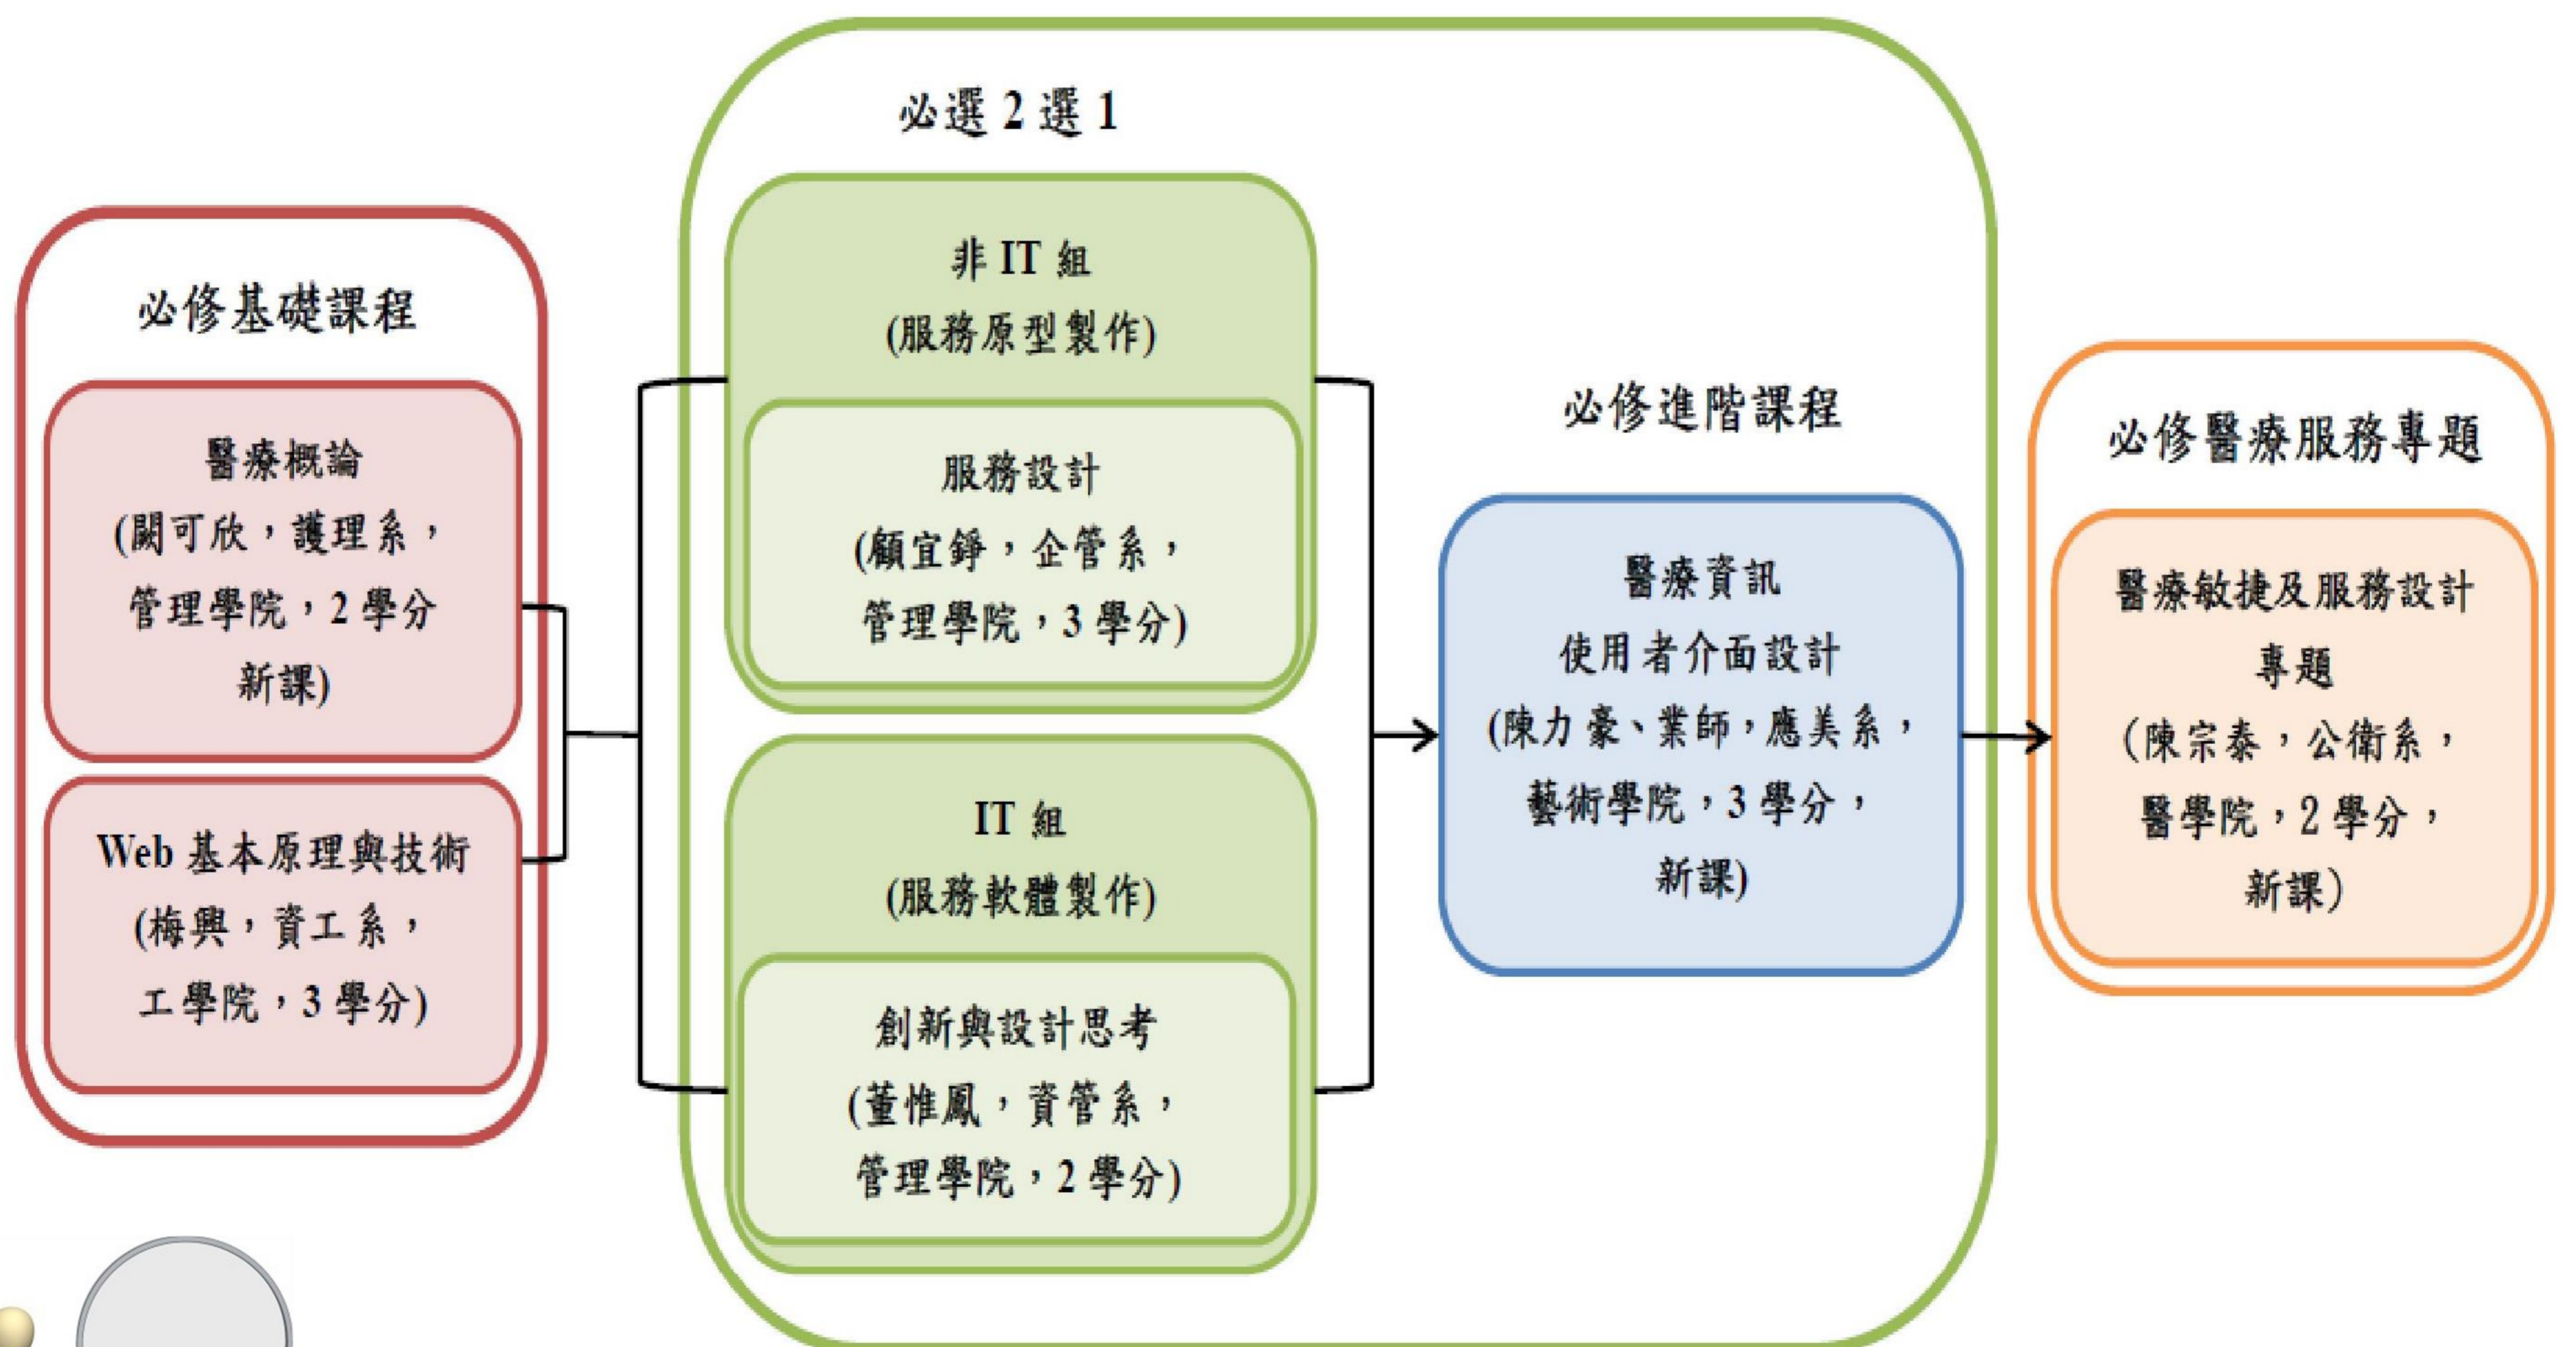 必修基礎課程
醫療概論
(闕可欣，護理系，
管理學院，2 學分
新課)
Web 基本原理與技術
(梅興，資工系，
工學院，3 學分)
必選 2 選 1
非 IT 組
(服務原型製作)
服務設計
(顧宜錚，企管系，
管理學院，3 學分)
IT 組
(服務軟體製作)
創新與設計思考
(董惟鳳，資管系，
管理學院，2 學分)
必修進階課程
醫療資訊
使用者介面設計
(陳力豪、業師，應美系，
藝術學院，3 學分，
新課)
必修醫療服務專題
醫療敏捷及服務設計
專題
(陳宗泰，公衛系，
醫學院，2 學分，
新課)